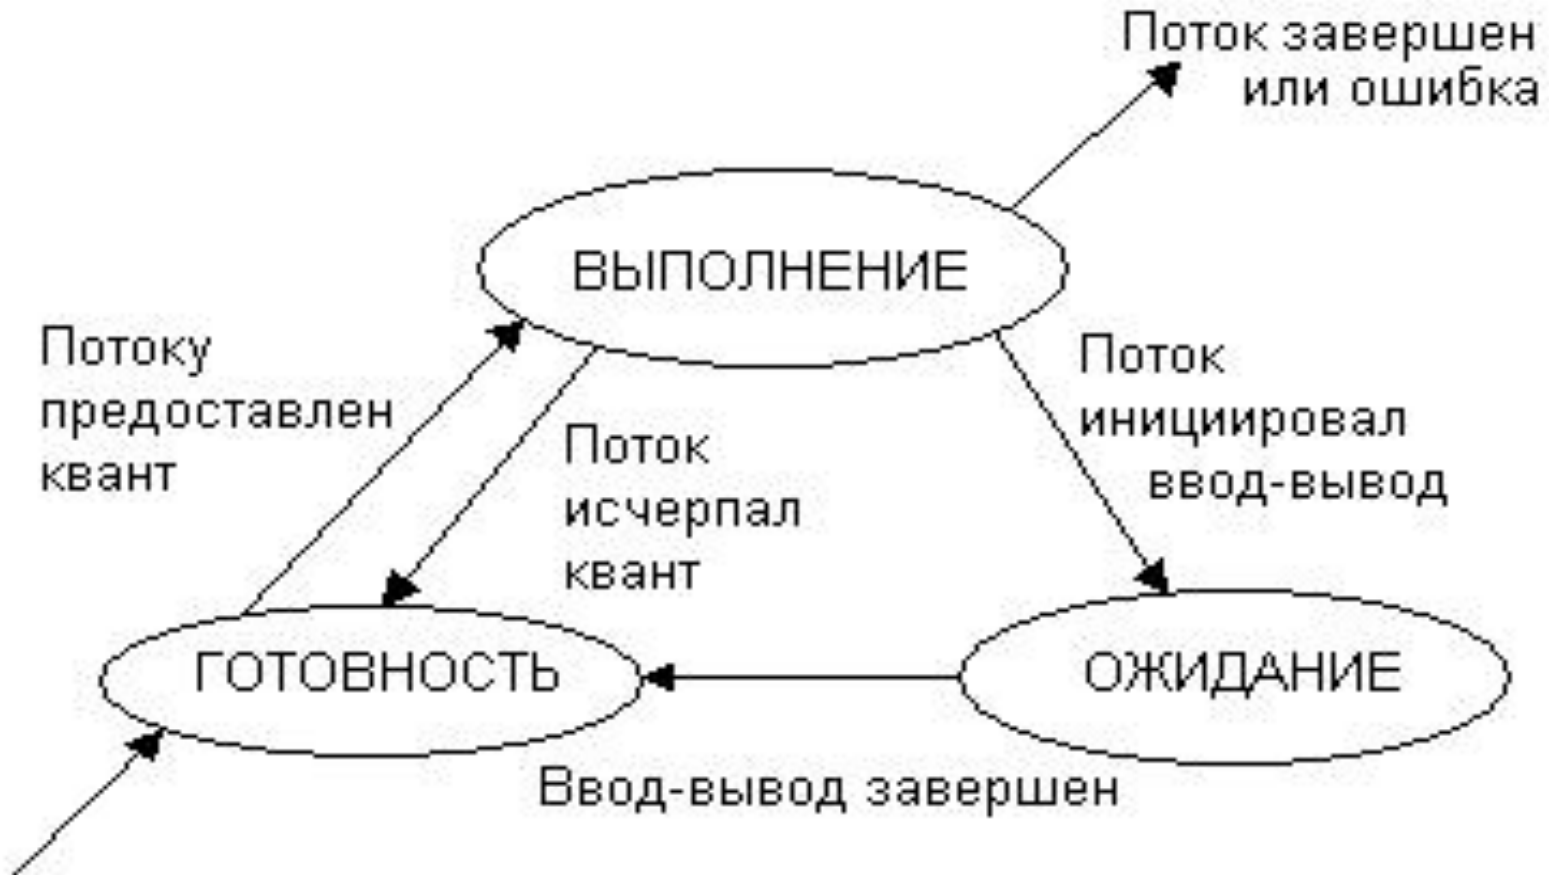 Поток завершен
или ошибка
ВЫПОЛНЕНИЕ
Потоку
предоставлен
квант
Поток
исчерпал
квант
Поток
инициировал
ввод-вывод
ГОТОВНОСТЬ
ОЖИДАНИЕ
Ввод-вывод завершен